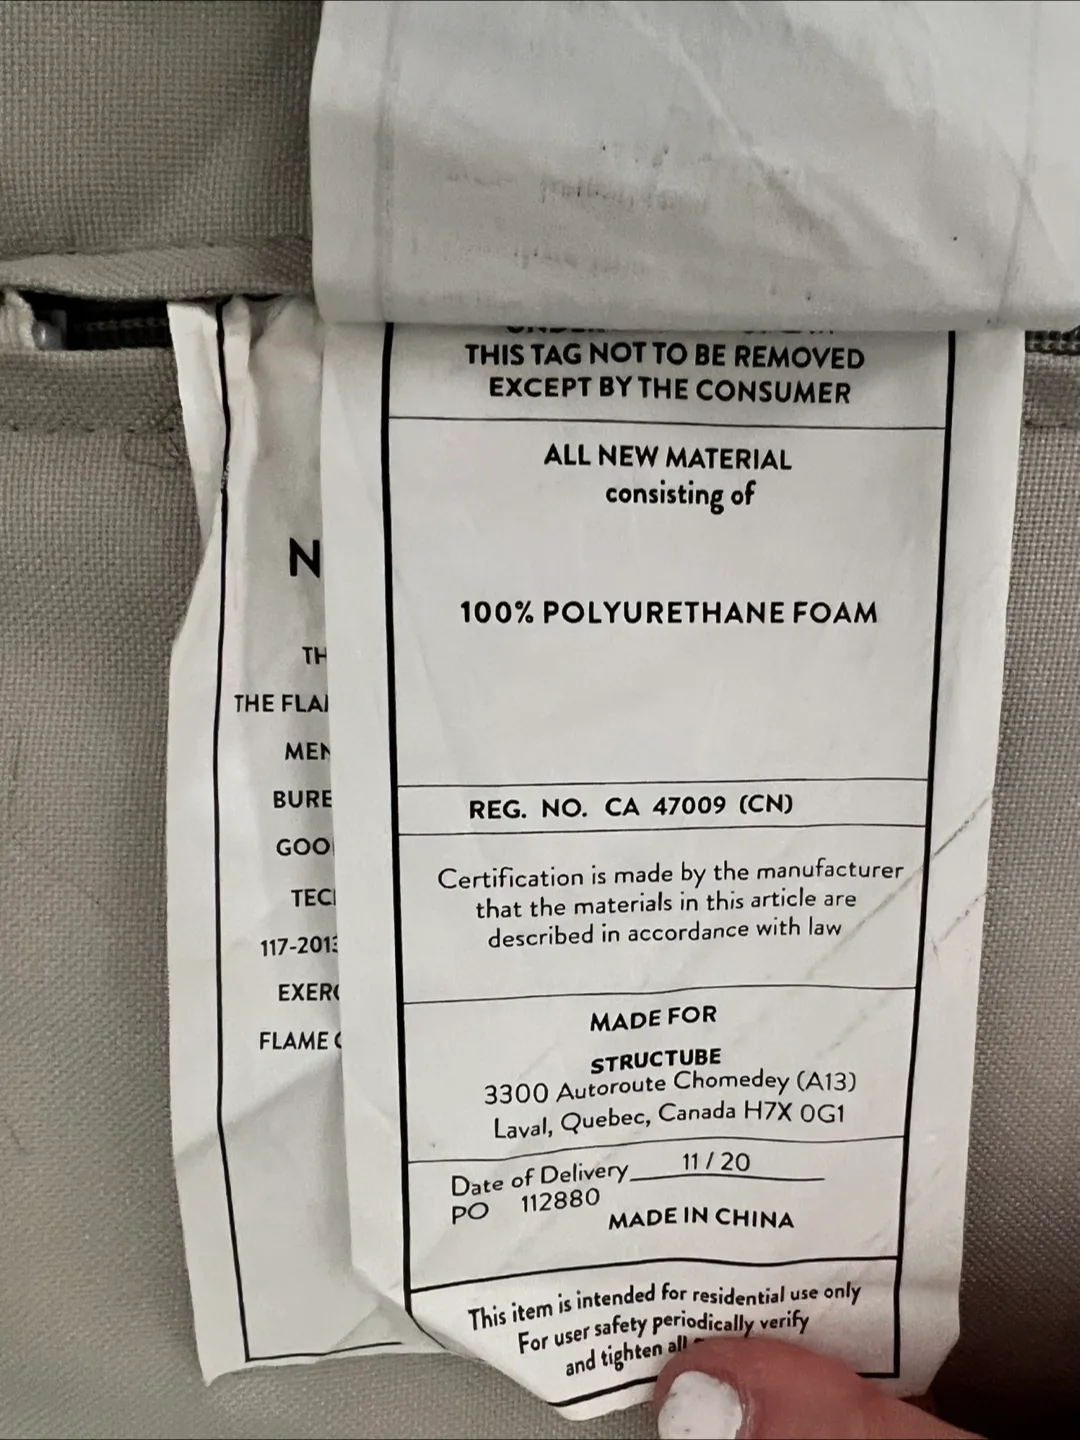 THIS TAG NOT TO BE REMOVED
EXCEPT BY THE CONSUMER
ALL NEW MATERIAL
consisting of
100% POLYURETHANE FOAM
REG. NO. CA 47009 (CN)
Certification is made by the manufacturer
that the materials in this article are
described in accordance with law
MADE FOR
STRUCTUBE
3300 Autoroute Chomedey (A13)
Laval, Quebec, Canada H7X 0G1
Date of Delivery 11 / 20
PO 112880
MADE IN CHINA
This item is intended for residential use only
For user safety periodically verify
and tighten all
N
TH
THE FLA
MEN
BURE
GOO
TEC
117-2013
EXER
FLAME